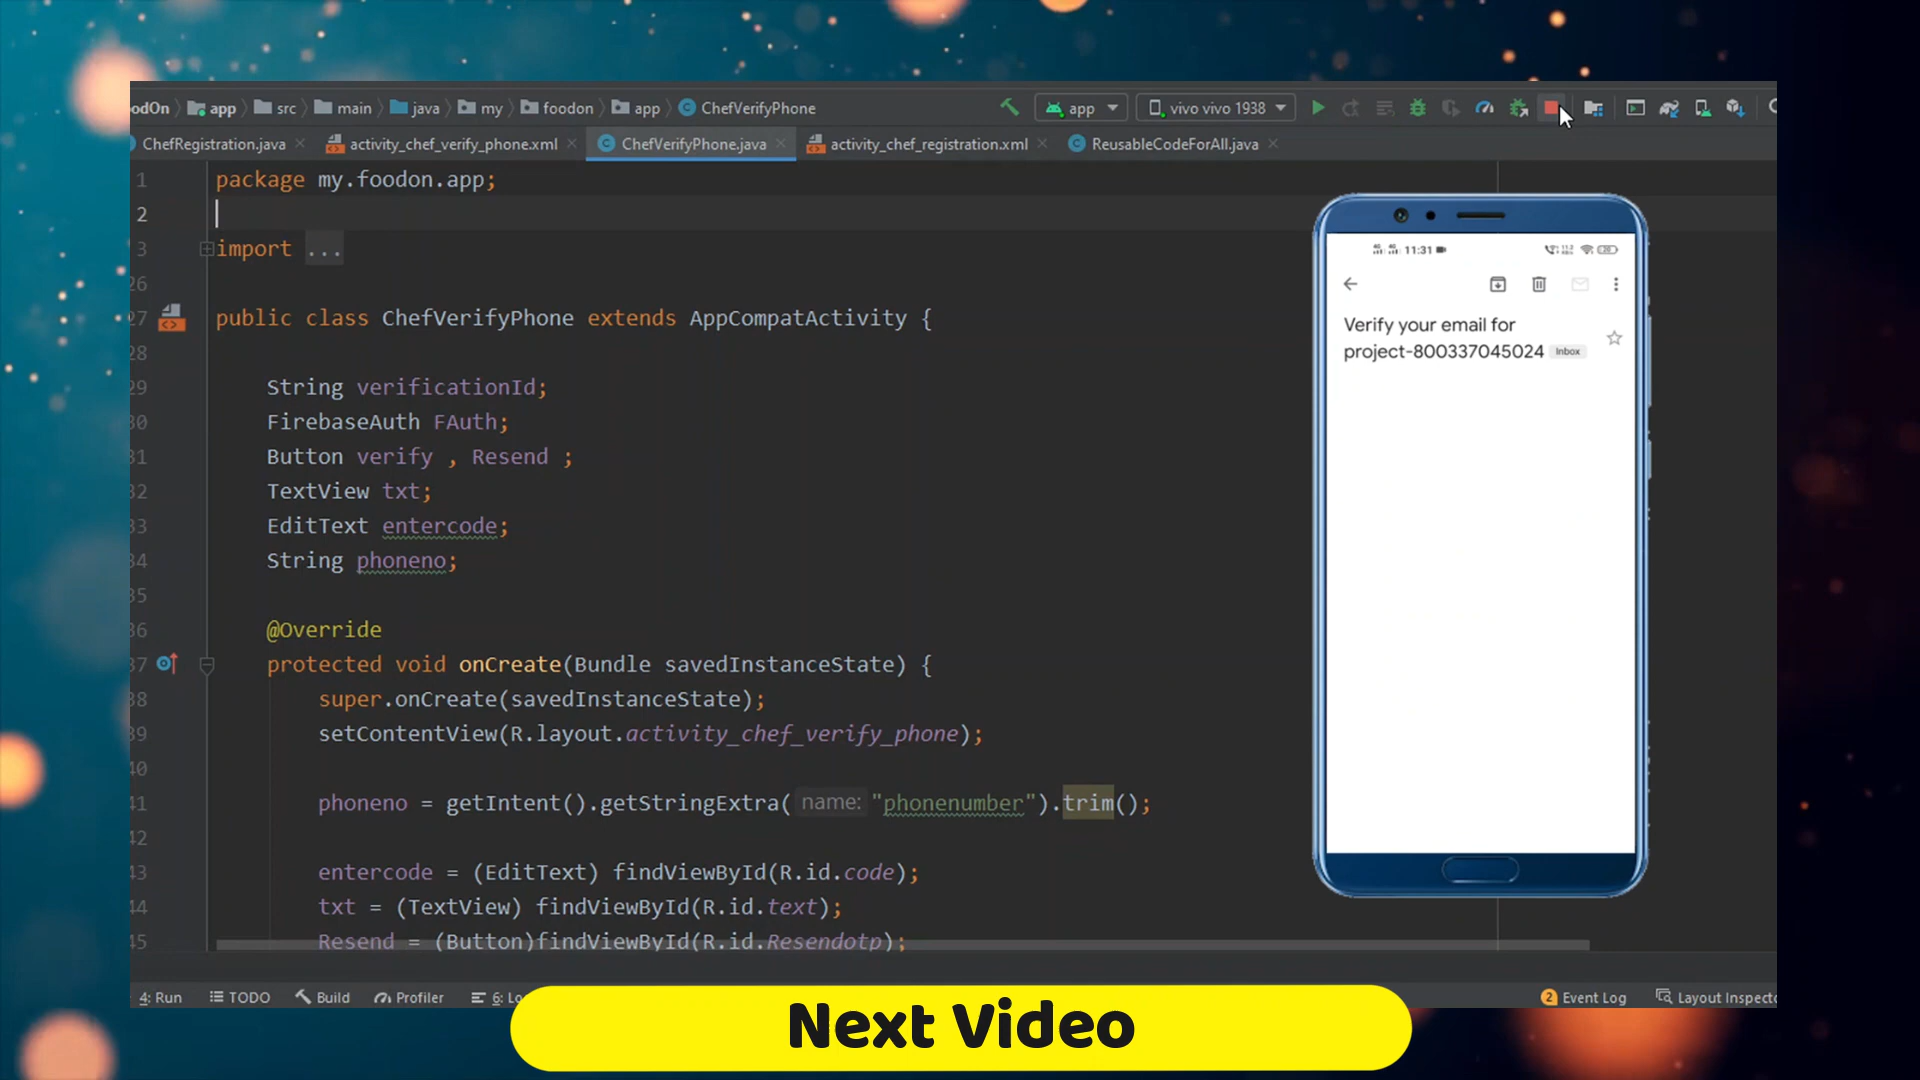 oodOn app src main java my foodon app ChefVerifyPhone app vivo vivo 1938
ChefRegistration.java activity_chef_verify_phone.xml ChefVerifyPhone.java activity_chef_registration.xml ReusableCodeForAll.java
1 package my.foodon.app;
2
3 import ...
26
27 public class ChefVerifyPhone extends AppCompatActivity {
28
29 String verificationId;
30 FirebaseAuth FAuth;
31 Button verify , Resend ;
32 TextView txt;
33 EditText entercode;
34 String phoneno;
35
36 @Override
37 protected void onCreate(Bundle savedInstanceState) {
38 super.onCreate(savedInstanceState);
39 setContentView(R.layout.activity_chef_verify_phone);
40
41 phoneno = getIntent().getStringExtra( name: "phonenumber").trim();
42
43 entercode = (EditText) findViewById(R.id.code);
44 txt = (TextView) findViewById(R.id.text);
45 Resend = (Button)findViewById(R.id.Resendotp);
11:31
Verify your email for
project-800337045024 Inbox
4: Run TODO Build Profiler 6: Lo 2 Event Log Layout Inspecto
Next Video